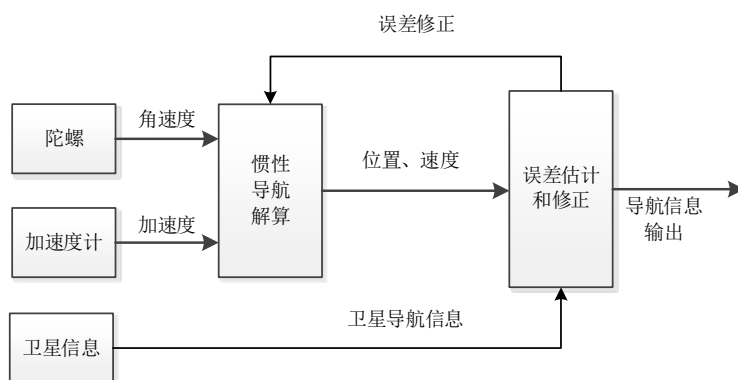 误差修正
陀螺
角速度
惯性
导航
解算
位置、速度
误差估计
和修正
导航信息
输出
加速度计
加速度
卫星导航信息
卫星信息